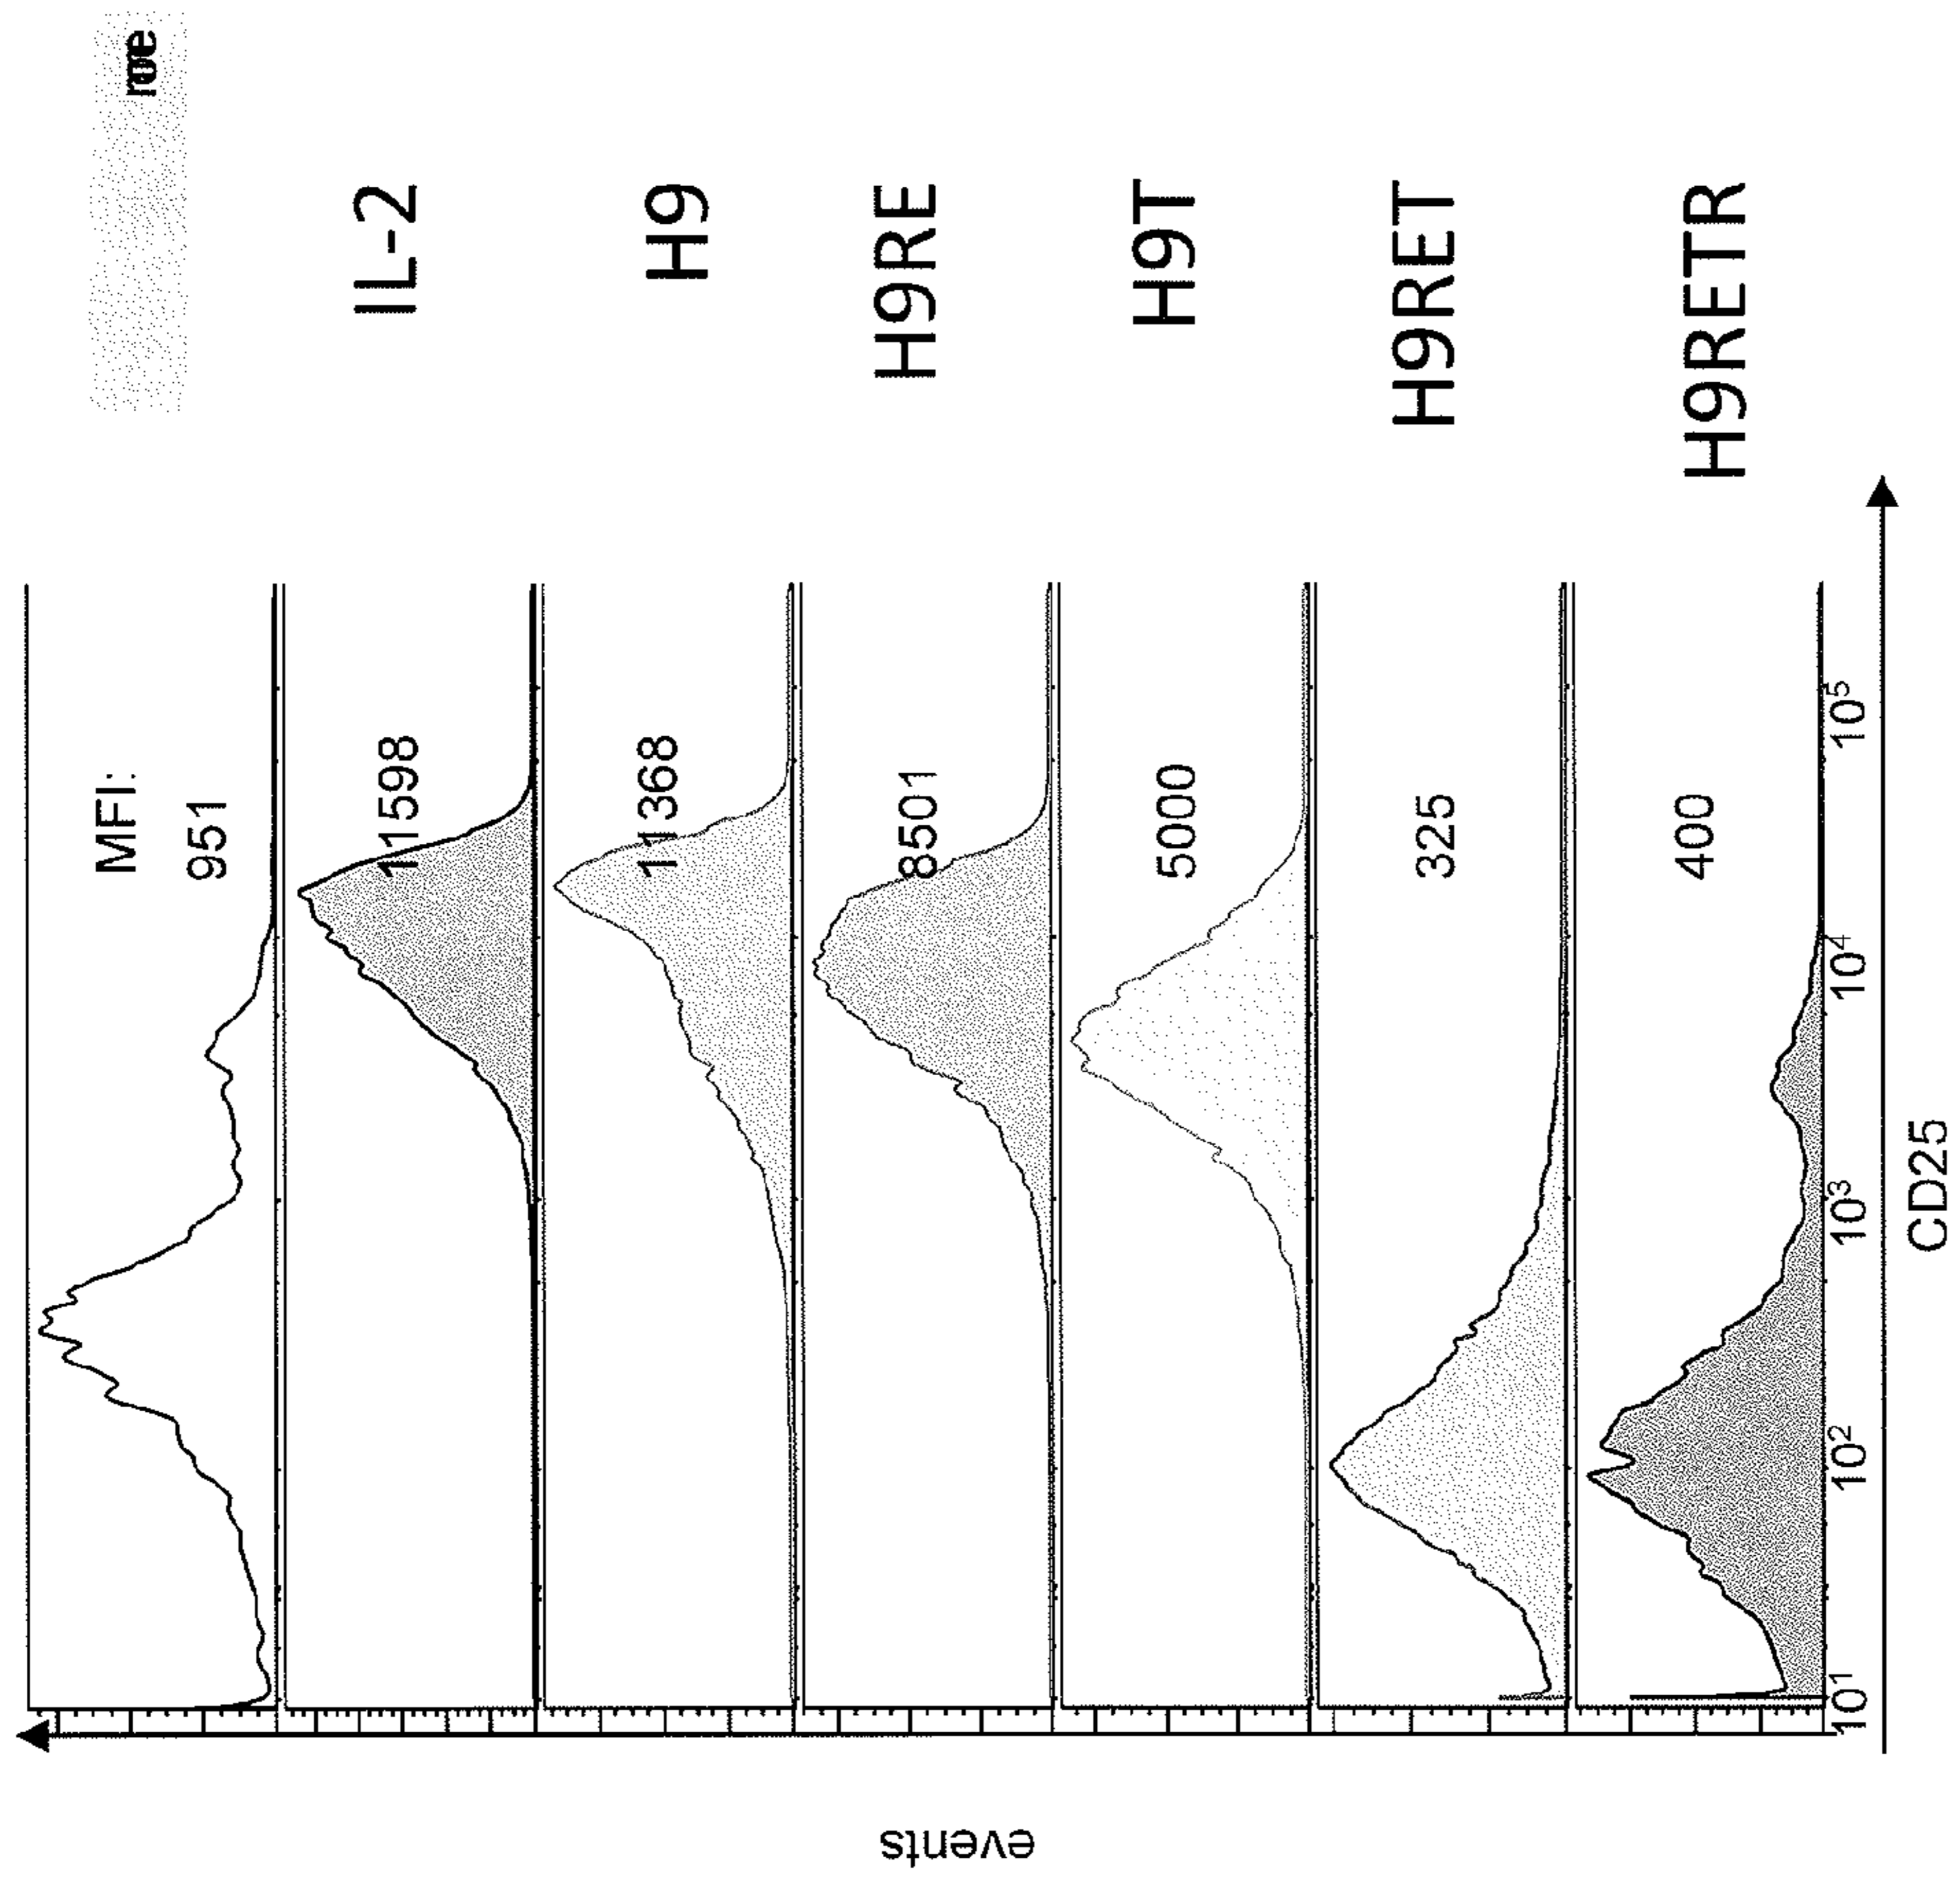 MFI:
951
11598
IL-2
11368
H9
8501
H9RE
5000
H9T
325
H9RET
400
H9RETR
10¹ 10² 10³ 10⁴ 10⁵
CD25
events